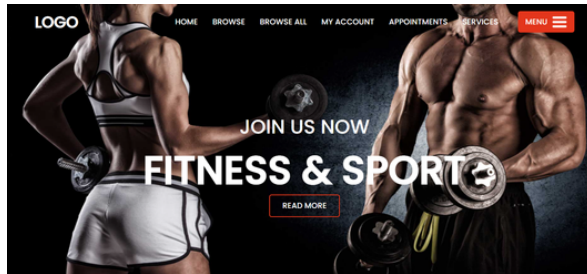 LOGO HOME BROWSE BROWSE ALL MY ACCOUNT APPOINTMENTS SERVICES MENU
JOIN US NOW
FITNESS & SPORT
READ MORE